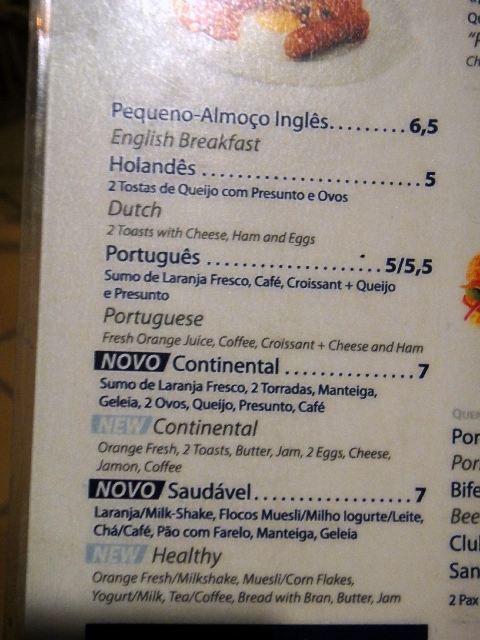 Pequeno-Almoço Inglês.........6,5
English Breakfast
Holandês ..........................5
2 Tostas de Queijo com Presunto e Ovos
Dutch
2 Toasts with Cheese, Ham and Eggs
Português .....................5/5,5
Sumo de Laranja Fresco, Café, Croissant + Queijo
e Presunto
Portuguese
Fresh Orange Juice, Coffee, Croissant + Cheese and Ham
NOVO Continental ...............7
Sumo de Laranja Fresco, 2 Torradas, Manteiga,
Geleia, 2 Ovos, Queijo, Presunto, Café
NEW Continental
Orange Fresh, 2 Toasts, Butter, Jam, 2 Eggs, Cheese,
Jamon, Coffee
NOVO Saudável..................7
Laranja/Milk-Shake, Flocos Muesli/Milho Iogurte/Leite,
Chá/Café, Pão com Farelo, Manteiga, Geleia
NEW Healthy
Orange Fresh/Milkshake, Muesli/Corn Flakes,
Yogurt/Milk, Tea/Coffee, Bread with Bran, Butter, Jam
Por
Por
Bife
Bee
Clu
San
2 Pax